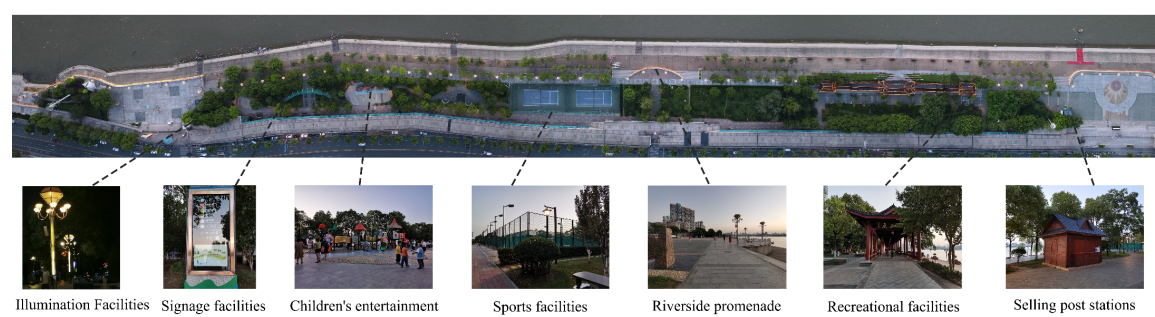 Illumination Facilities
Signage facilities
Children's entertainment
Sports facilities
Riverside promenade
Recreational facilities
Selling post stations